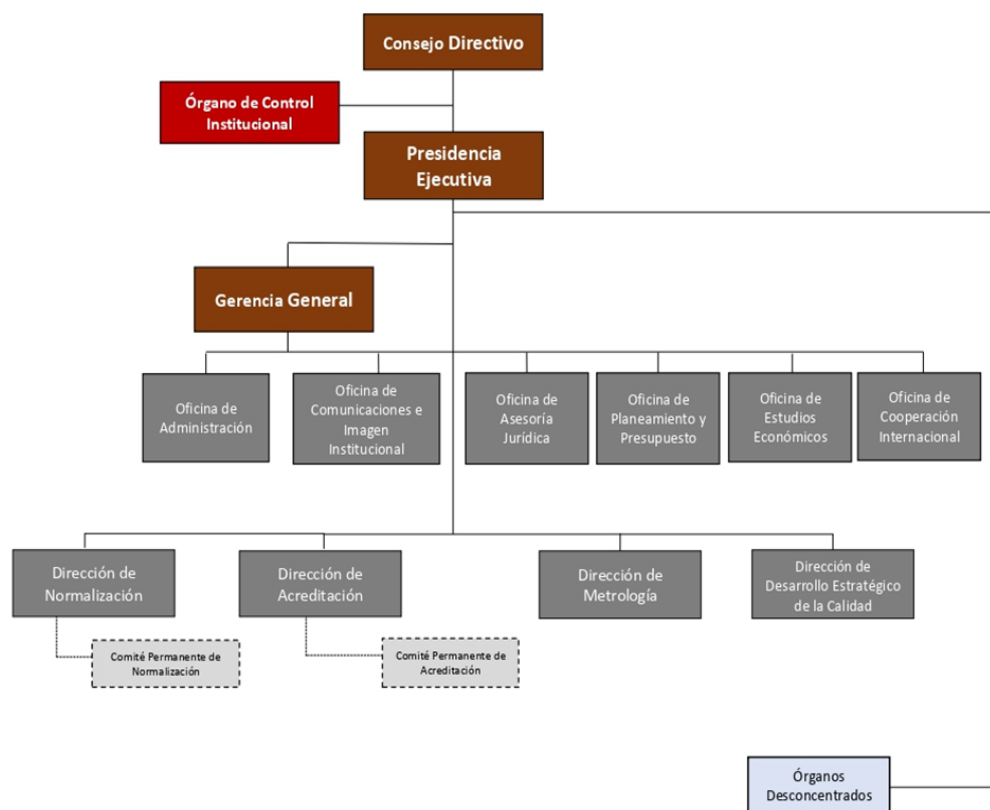 Consejo Directivo
Órgano de Control
Institucional
Presidencia
Ejecutiva
Gerencia General
Oficina de
Administración
Oficina de
Comunicaciones e
Imagen
Institucional
Oficina de
Asesoría
Jurídica
Oficina de
Planeamiento y
Presupuesto
Oficina de
Estudios
Económicos
Oficina de
Cooperación
Internacional
Dirección de
Normalización
Dirección de
Acreditación
Dirección de
Metrología
Dirección de
Desarrollo Estratégico
de la Calidad
Comité Permanente de
Normalización
Comité Permanente de
Acreditación
Órganos
Desconcentrados